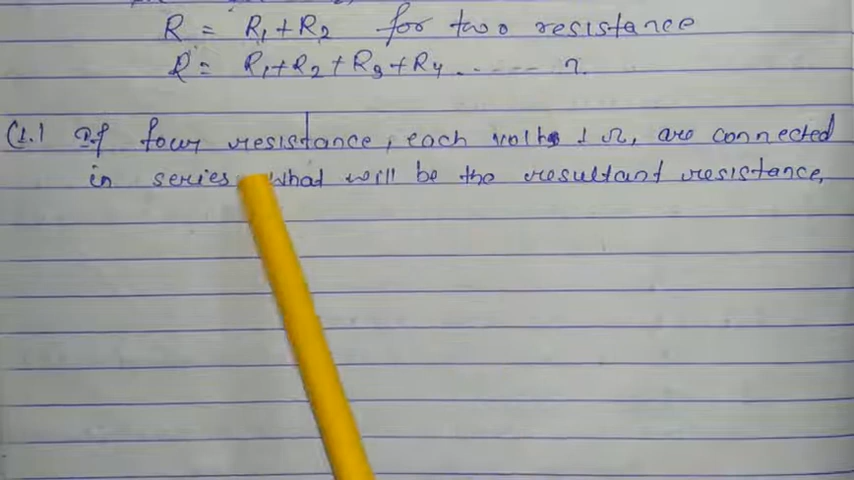 R = R₁+R₂ for two resistance
R = R₁+R₂+R₃+R₄ ------ n.
Q.1 If four resistance, each volts 1 Ω, are connected
in series what will be the resultant resistance,